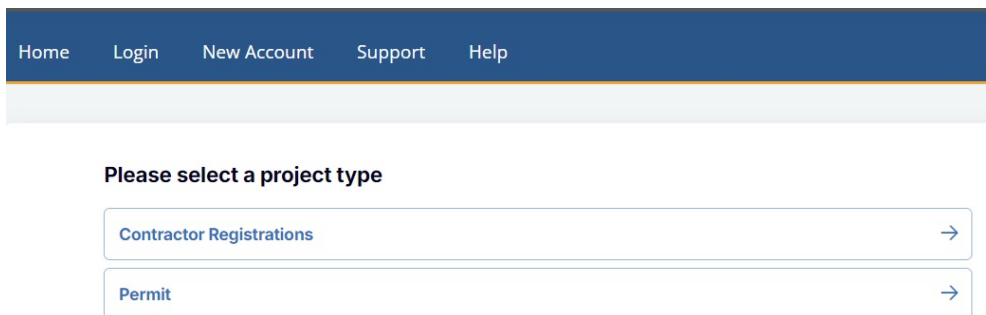 Home Login New Account Support Help
Please select a project type
Contractor Registrations
Permit